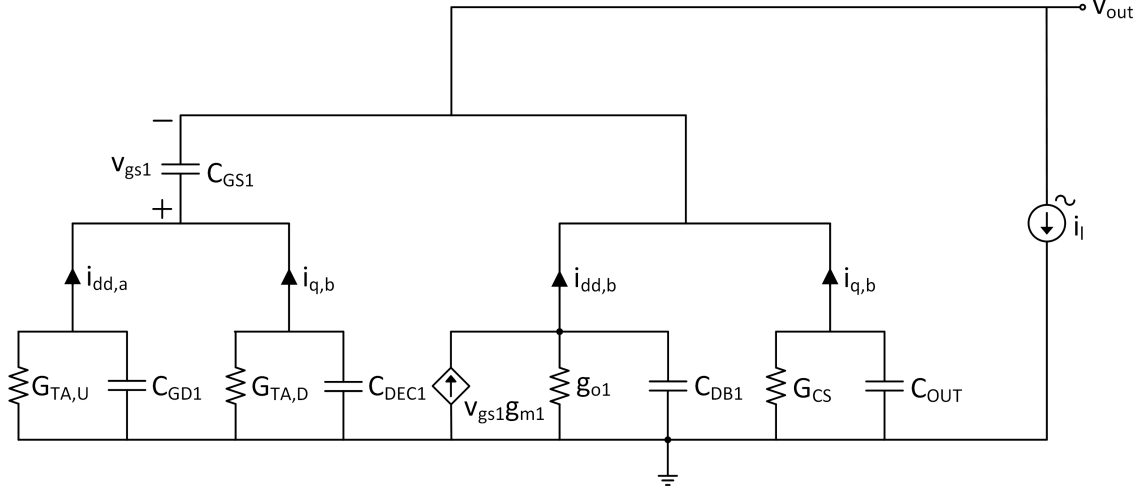 Vout
−
vgs1
CGS1
+
~
il
idd,a
iq,b
idd,b
iq,b
GTA,U
CGD1
GTA,D
CDEC1
vgs1gm1
go1
CDB1
GCS
COUT